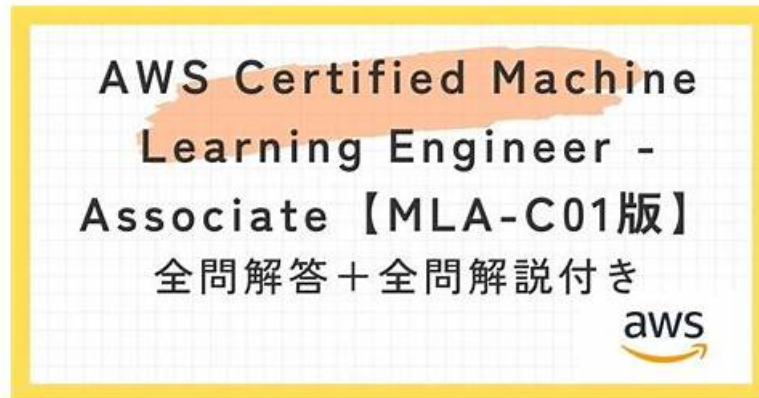 AWS Certified Machine
Learning Engineer -
Associate【MLA-C01版】
全問解答＋全問解説付き
aws